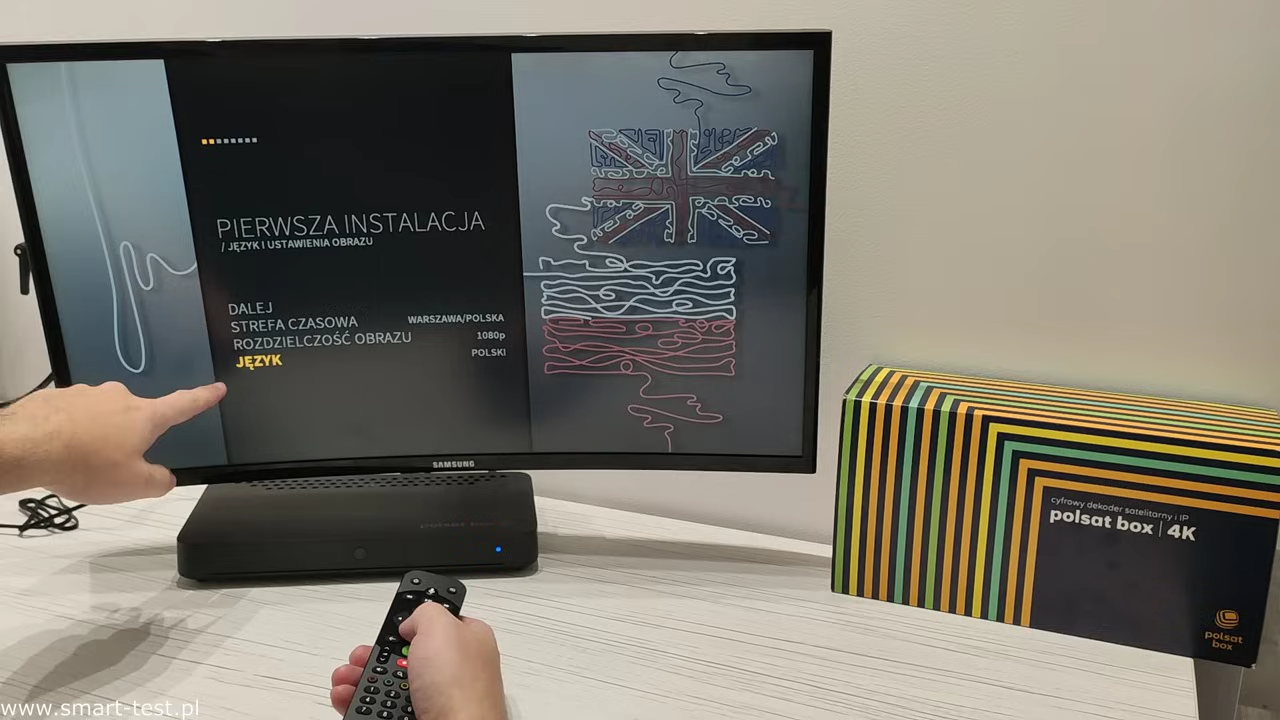 PIERWSZA INSTALACJA
/ JĘZYK I USTAWIENIA OBRAZU
DALEJ
STREFA CZASOWA WARSZAWA/POLSKA
ROZDZIELCZOŚĆ OBRAZU 1080p
JĘZYK POLSKI
SAMSUNG
cyfrowy dekoder satelitarny i IP
polsat box | 4K
polsat
box
www.smart-test.pl